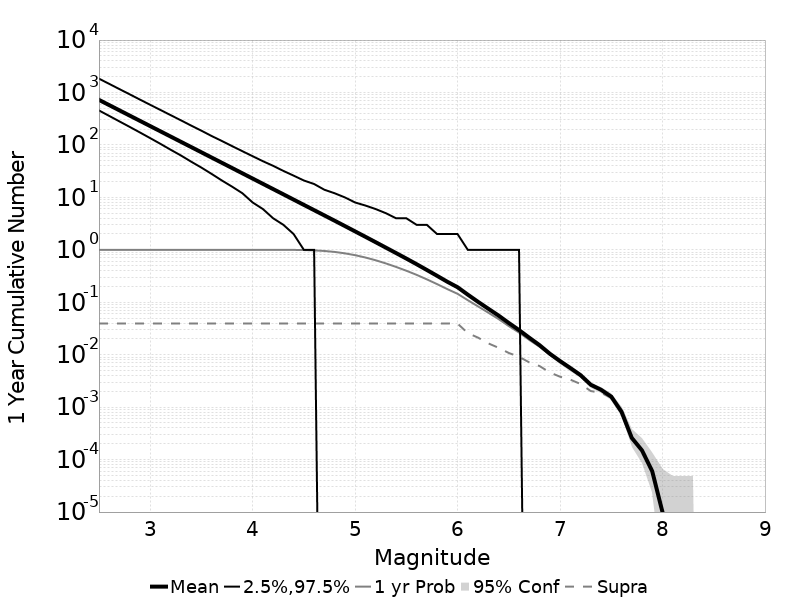 10^4
10^3
10^2
10^1
10^0
10^-1
10^-2
10^-3
10^-4
10^-5
1 Year Cumulative Number
3 4 5 6 7 8 9
Magnitude
Mean 2.5%,97.5% 1 yr Prob 95% Conf Supra